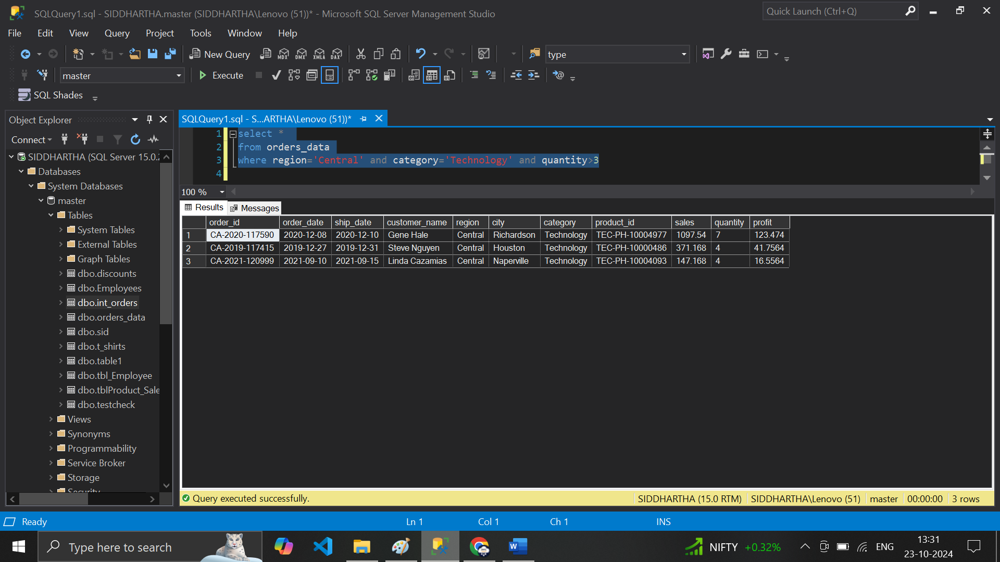 SQLQuery1.sql - SIDDHARTHA.master (SIDDHARTHA\Lenovo (51))* - Microsoft SQL Server Management Studio
Quick Launch (Ctrl+Q)
File Edit View Query Project Tools Window Help
New Query MDX DMX XMLA DAX type
master Execute
SQL Shades
Object Explorer
Connect
SIDDHARTHA (SQL Server 15.0.2
Databases
System Databases
master
Tables
System Tables
External Tables
Graph Tables
dbo.discounts
dbo.Employees
dbo.int_orders
dbo.orders_data
dbo.sid
dbo.t_shirts
dbo.table1
dbo.tbl_Employee
dbo.tblProduct_Sale
dbo.testcheck
Views
Synonyms
Programmability
Service Broker
Storage
Security
SQLQuery1.sql - S...ARTHA\Lenovo (51))*
1 select *
2 from orders_data
3 where region='Central' and category='Technology' and quantity>3
4
100 %
Results Messages
order_id order_date ship_date customer_name region city category product_id sales quantity profit
1 CA-2020-117590 2020-12-08 2020-12-10 Gene Hale Central Richardson Technology TEC-PH-10004977 1097.54 7 123.474
2 CA-2019-117415 2019-12-27 2019-12-31 Steve Nguyen Central Houston Technology TEC-PH-10000486 371.168 4 41.7564
3 CA-2021-120999 2021-09-10 2021-09-15 Linda Cazamias Central Naperville Technology TEC-PH-10004093 147.168 4 16.5564
Query executed successfully. SIDDHARTHA (15.0 RTM) SIDDHARTHA\Lenovo (51) master 00:00:00 3 rows
Ready Ln 1 Col 1 Ch 1 INS
Type here to search
NIFTY +0.32%
ENG
13:31
23-10-2024